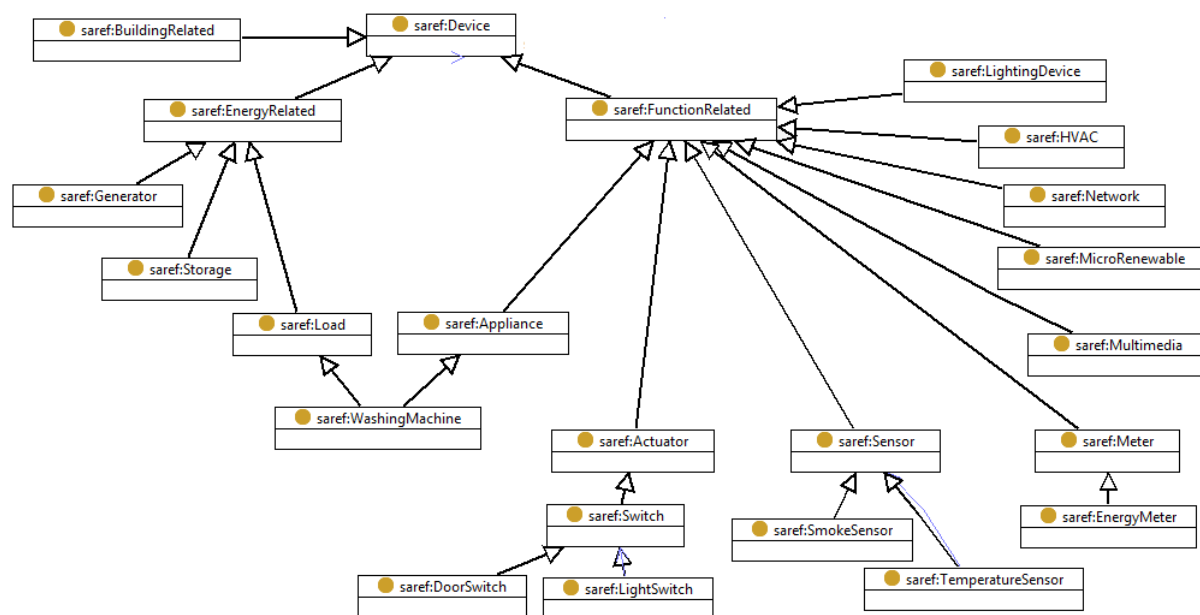 saref:Device
saref:BuildingRelated
saref:LightingDevice
saref:EnergyRelated
saref:FunctionRelated
saref:HVAC
saref:Generator
saref:Network
saref:Storage
saref:MicroRenewable
saref:Load
saref:Appliance
saref:Multimedia
saref:WashingMachine
saref:Actuator
saref:Sensor
saref:Meter
saref:Switch
saref:SmokeSensor
saref:EnergyMeter
saref:DoorSwitch
saref:LightSwitch
saref:TemperatureSensor